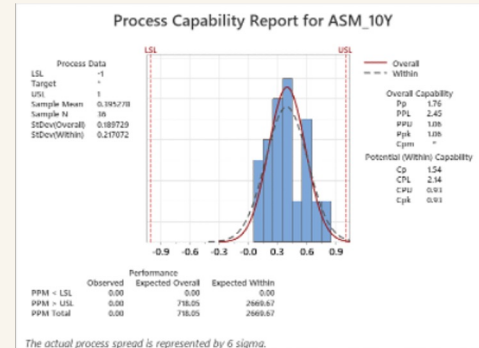 Process Capability Report for ASM_10Y
LSL USL
Process Data
LSL -1
Target *
USL 1
Sample Mean 0.395278
Sample N 36
StDev(Overall) 0.189729
StDev(Within) 0.217072
Overall
Within
Overall Capability
Pp 1.76
PPL 2.45
PPU 1.06
Ppk 1.06
Cpm *
Potential (Within) Capability
Cp 1.54
CPL 2.14
CPU 0.93
Cpk 0.93
-0.9 -0.6 -0.3 -0.0 0.3 0.6 0.9
Performance
Observed Expected Overall Expected Within
PPM < LSL 0.00 0.00 0.00
PPM > USL 0.00 718.05 2669.67
PPM Total 0.00 718.05 2669.67
The actual process spread is represented by 6 sigma.